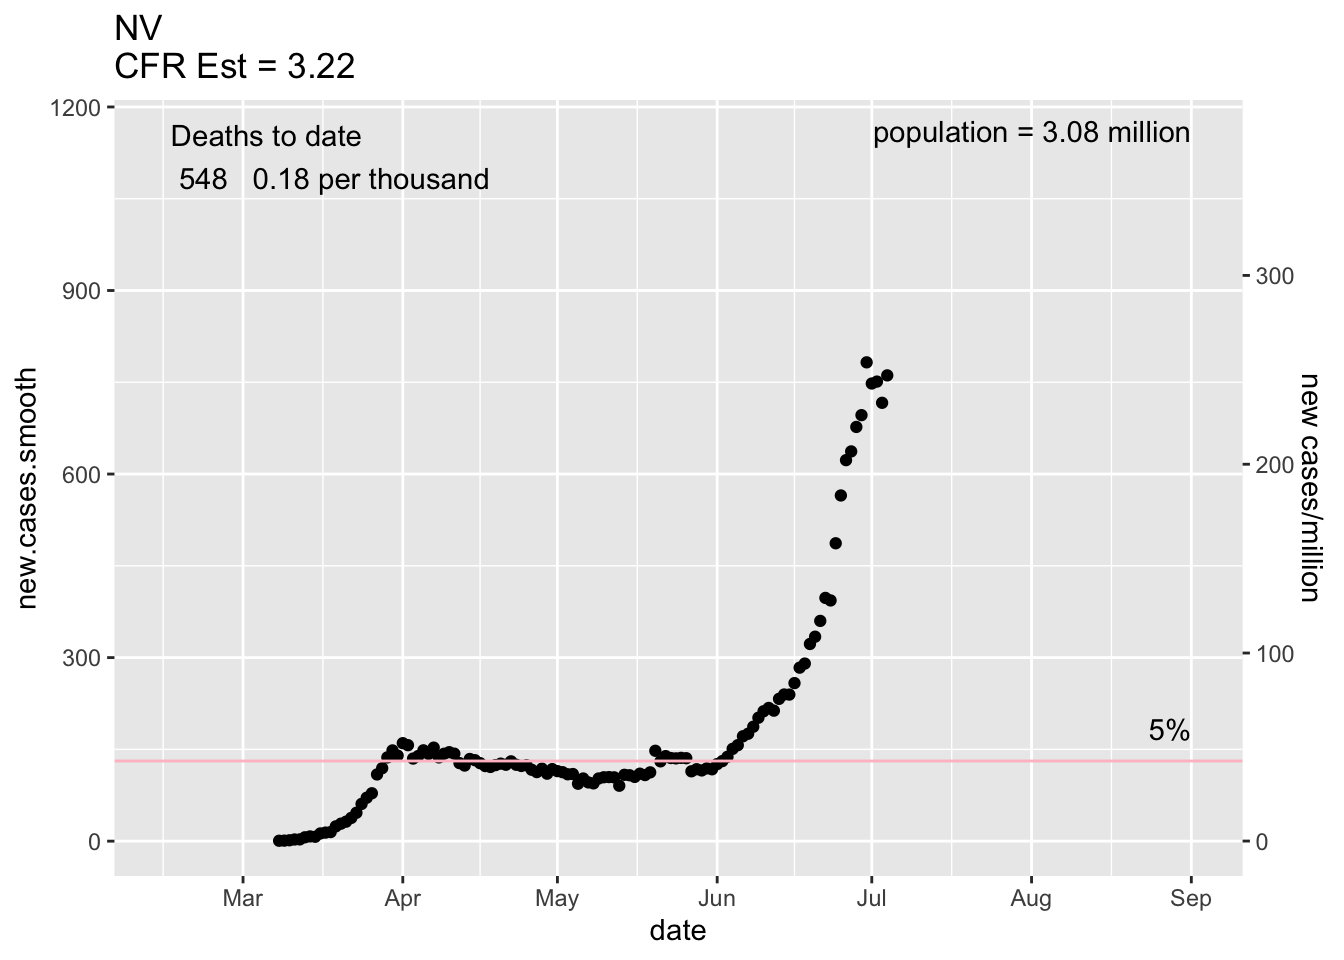 NV
CFR Est = 3.22
Deaths to date
548 0.18 per thousand
population = 3.08 million
1200
900
600
300
0
new.cases.smooth
300
200
100
0
new cases/million
5%
Mar Apr May Jun Jul Aug Sep
date